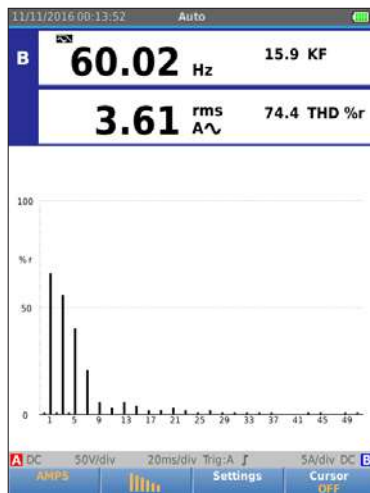 11/11/2016 00:13:52 Auto
B 60.02 Hz 15.9 KF
3.61 rms A∿ 74.4 THD %r
100
%r
50
0
1 5 9 13 17 21 25 29 33 37 41 45 49
A DC 50V/div 20ms/div Trig:A ʃ 5A/div DC B
AMPS Settings Cursor
OFF